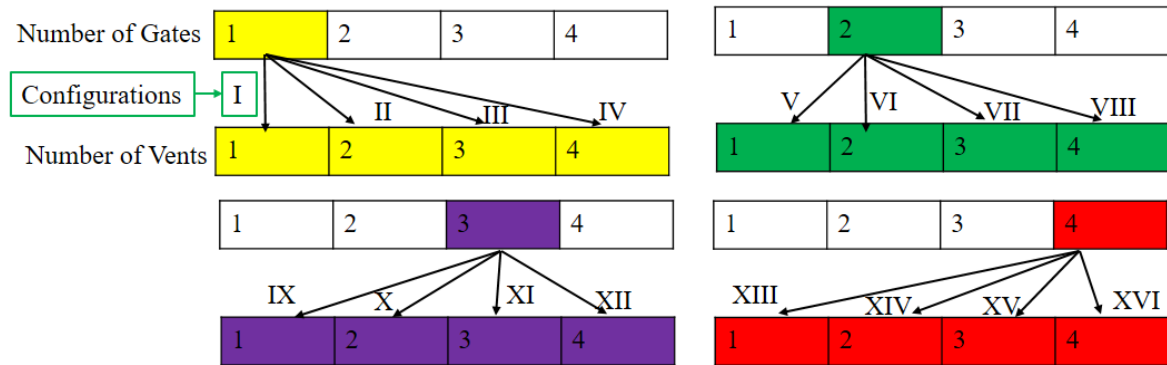 Number of Gates 1 2 3 4
1 2 3 4
Configurations I II III IV
V VI VII VIII
Number of Vents 1 2 3 4
1 2 3 4
1 2 3 4
1 2 3 4
IX X XI XII
XIII XIV XV XVI
1 2 3 4
1 2 3 4